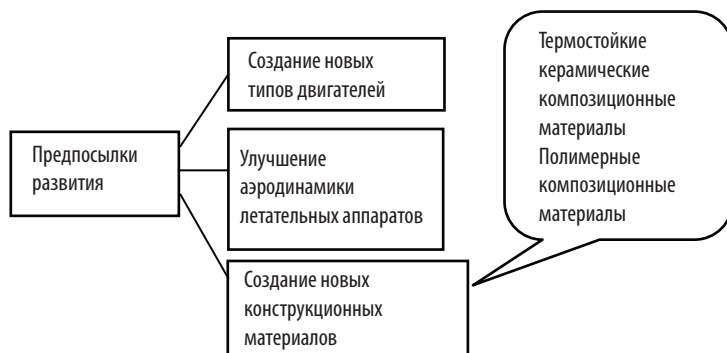 Предпосылки
развития
Создание новых
типов двигателей
Улучшение
аэродинамики
летательных аппаратов
Создание новых
конструкционных
материалов
Термостойкие
керамические
композиционные
материалы
Полимерные
композиционные
материалы